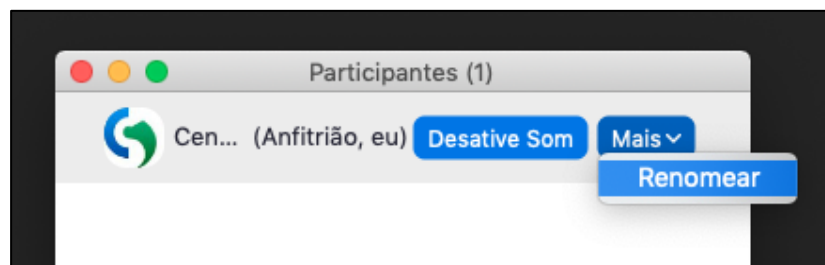 Participantes (1)
Cen... (Anfitrião, eu) Desative Som Mais
Renomear